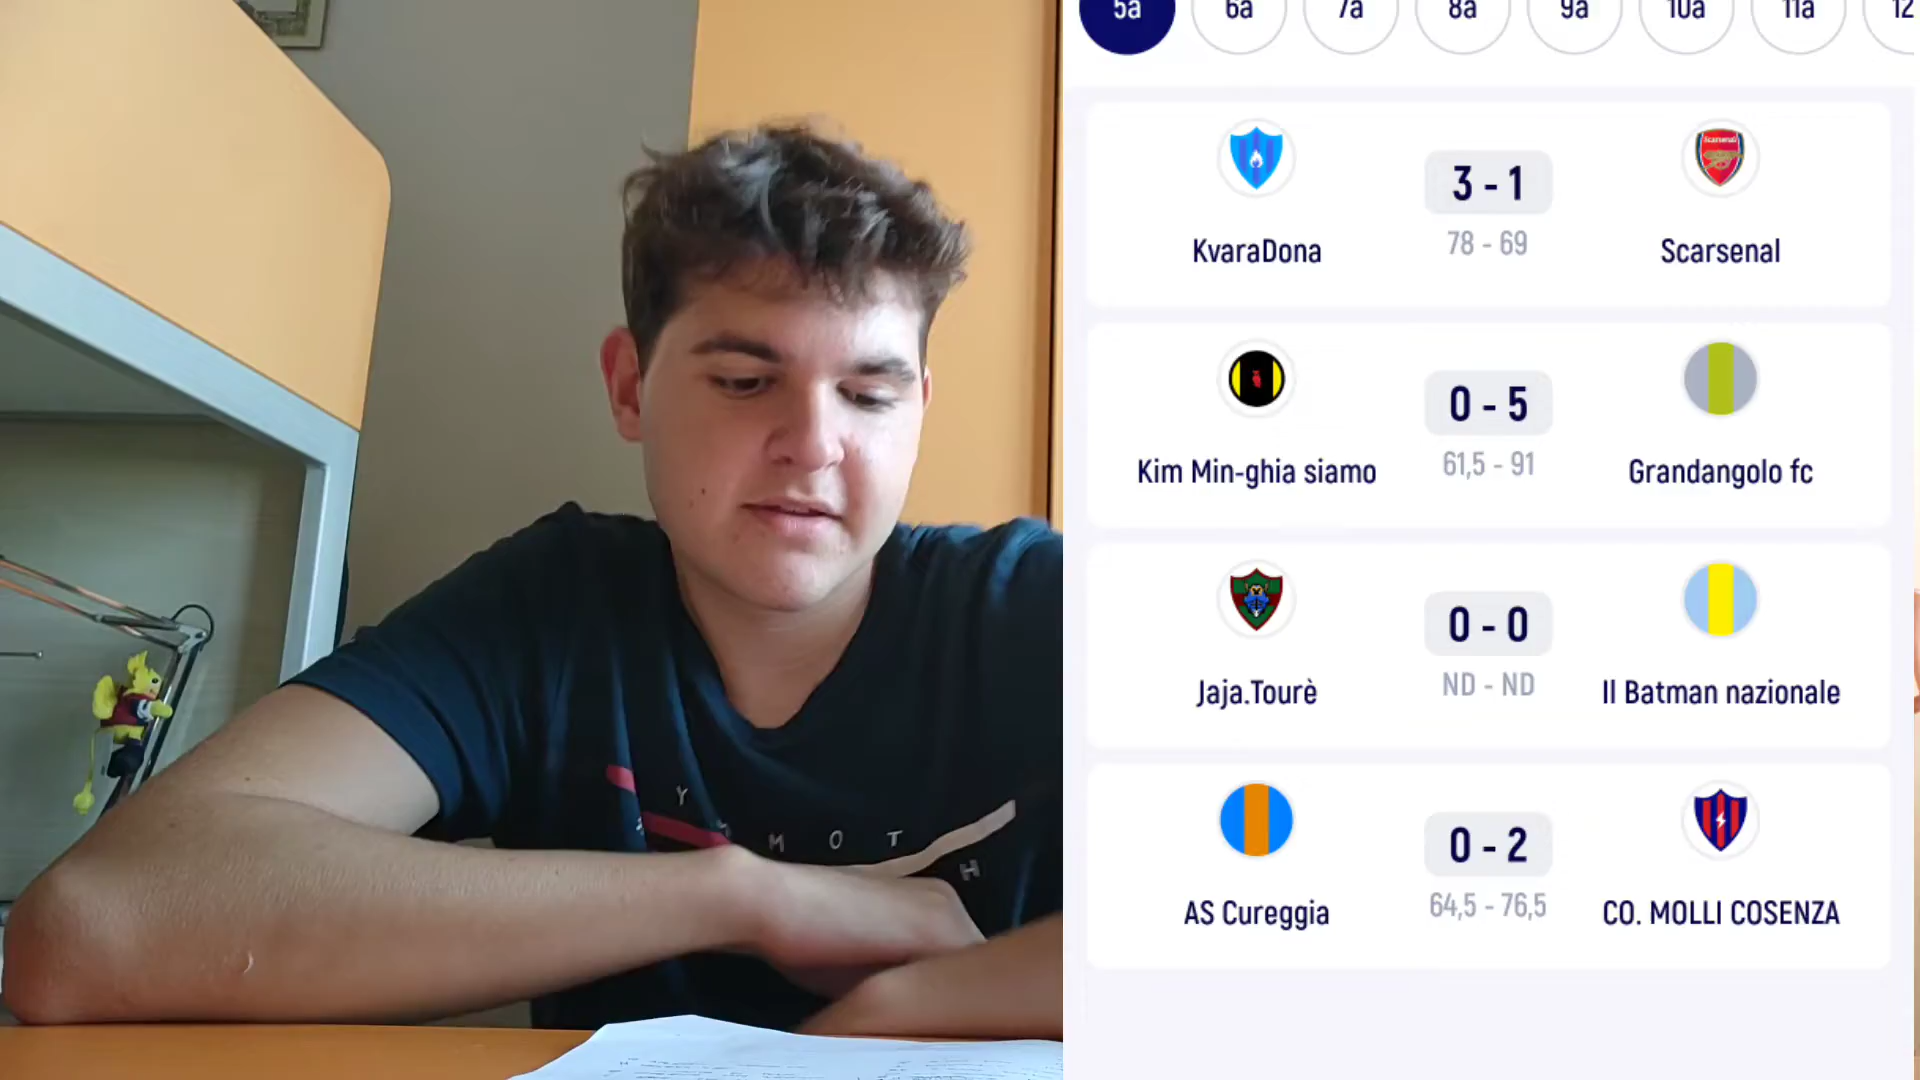 5a 6a 7a 8a 9a 10a 11a 12
Scarsenal
3 - 1
78 - 69
KvaraDona Scarsenal
0 - 5
61,5 - 91
Kim Min-ghia siamo Grandangolo fc
0 - 0
ND - ND
Jaja.Tourè Il Batman nazionale
0 - 2
64,5 - 76,5
AS Cureggia CO. MOLLI COSENZA
Y
M O T
H